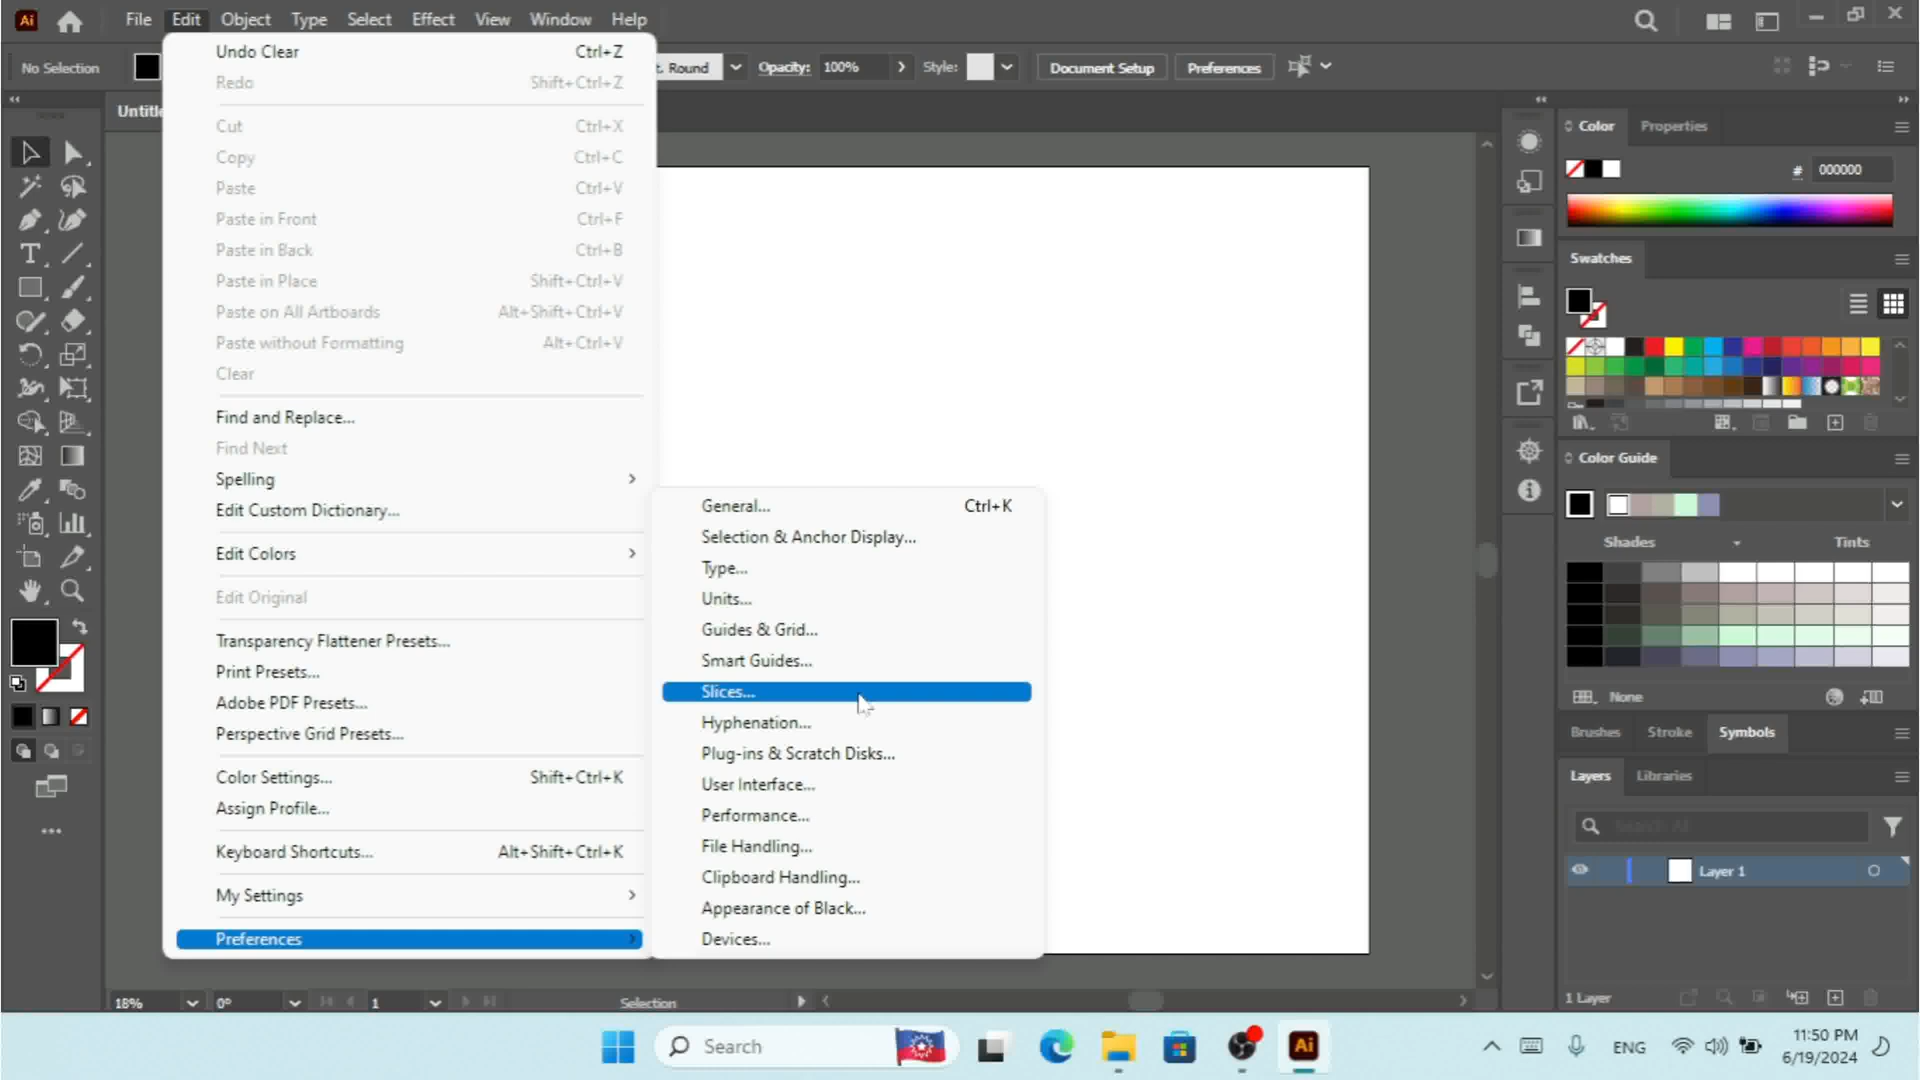 Ai
File Edit Object Type Select Effect View Window Help
No Selection
t. Round
Opacity: 100%
Style:
Document Setup
Preferences
Untitle
Undo Clear Ctrl+Z
Redo Shift+Ctrl+Z
Cut Ctrl+X
Copy Ctrl+C
Paste Ctrl+V
Paste in Front Ctrl+F
Paste in Back Ctrl+B
Paste in Place Shift+Ctrl+V
Paste on All Artboards Alt+Shift+Ctrl+V
Paste without Formatting Alt+Ctrl+V
Clear
Find and Replace...
Find Next
Spelling
Edit Custom Dictionary...
Edit Colors
Edit Original
Transparency Flattener Presets...
Print Presets...
Adobe PDF Presets...
Perspective Grid Presets...
Color Settings... Shift+Ctrl+K
Assign Profile...
Keyboard Shortcuts... Alt+Shift+Ctrl+K
My Settings
Preferences
General... Ctrl+K
Selection & Anchor Display...
Type...
Units...
Guides & Grid...
Smart Guides...
Slices...
Hyphenation...
Plug-ins & Scratch Disks...
User Interface...
Performance...
File Handling...
Clipboard Handling...
Appearance of Black...
Devices...
Color Properties
# 000000
Swatches
Color Guide
Shades Tints
None
Brushes Stroke Symbols
Layers Libraries
Search All
Layer 1
1 Layer
18% 0° 1 Selection
Search
Ai
ENG
11:50 PM
6/19/2024